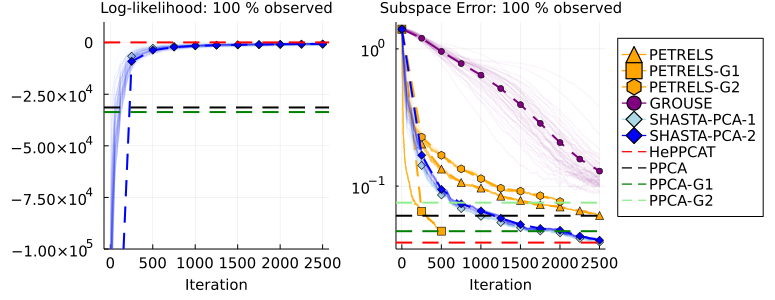 Log-likelihood: 100 % observed
0
−2.50×10⁴
−5.00×10⁴
−7.50×10⁴
−1.00×10⁵
0 500 1000 1500 2000 2500
Iteration
Subspace Error: 100 % observed
10⁰
10⁻¹
0 500 1000 1500 2000 2500
Iteration
PETRELS
PETRELS-G1
PETRELS-G2
GROUSE
SHASTA-PCA-1
SHASTA-PCA-2
HePPCAT
PPCA
PPCA-G1
PPCA-G2